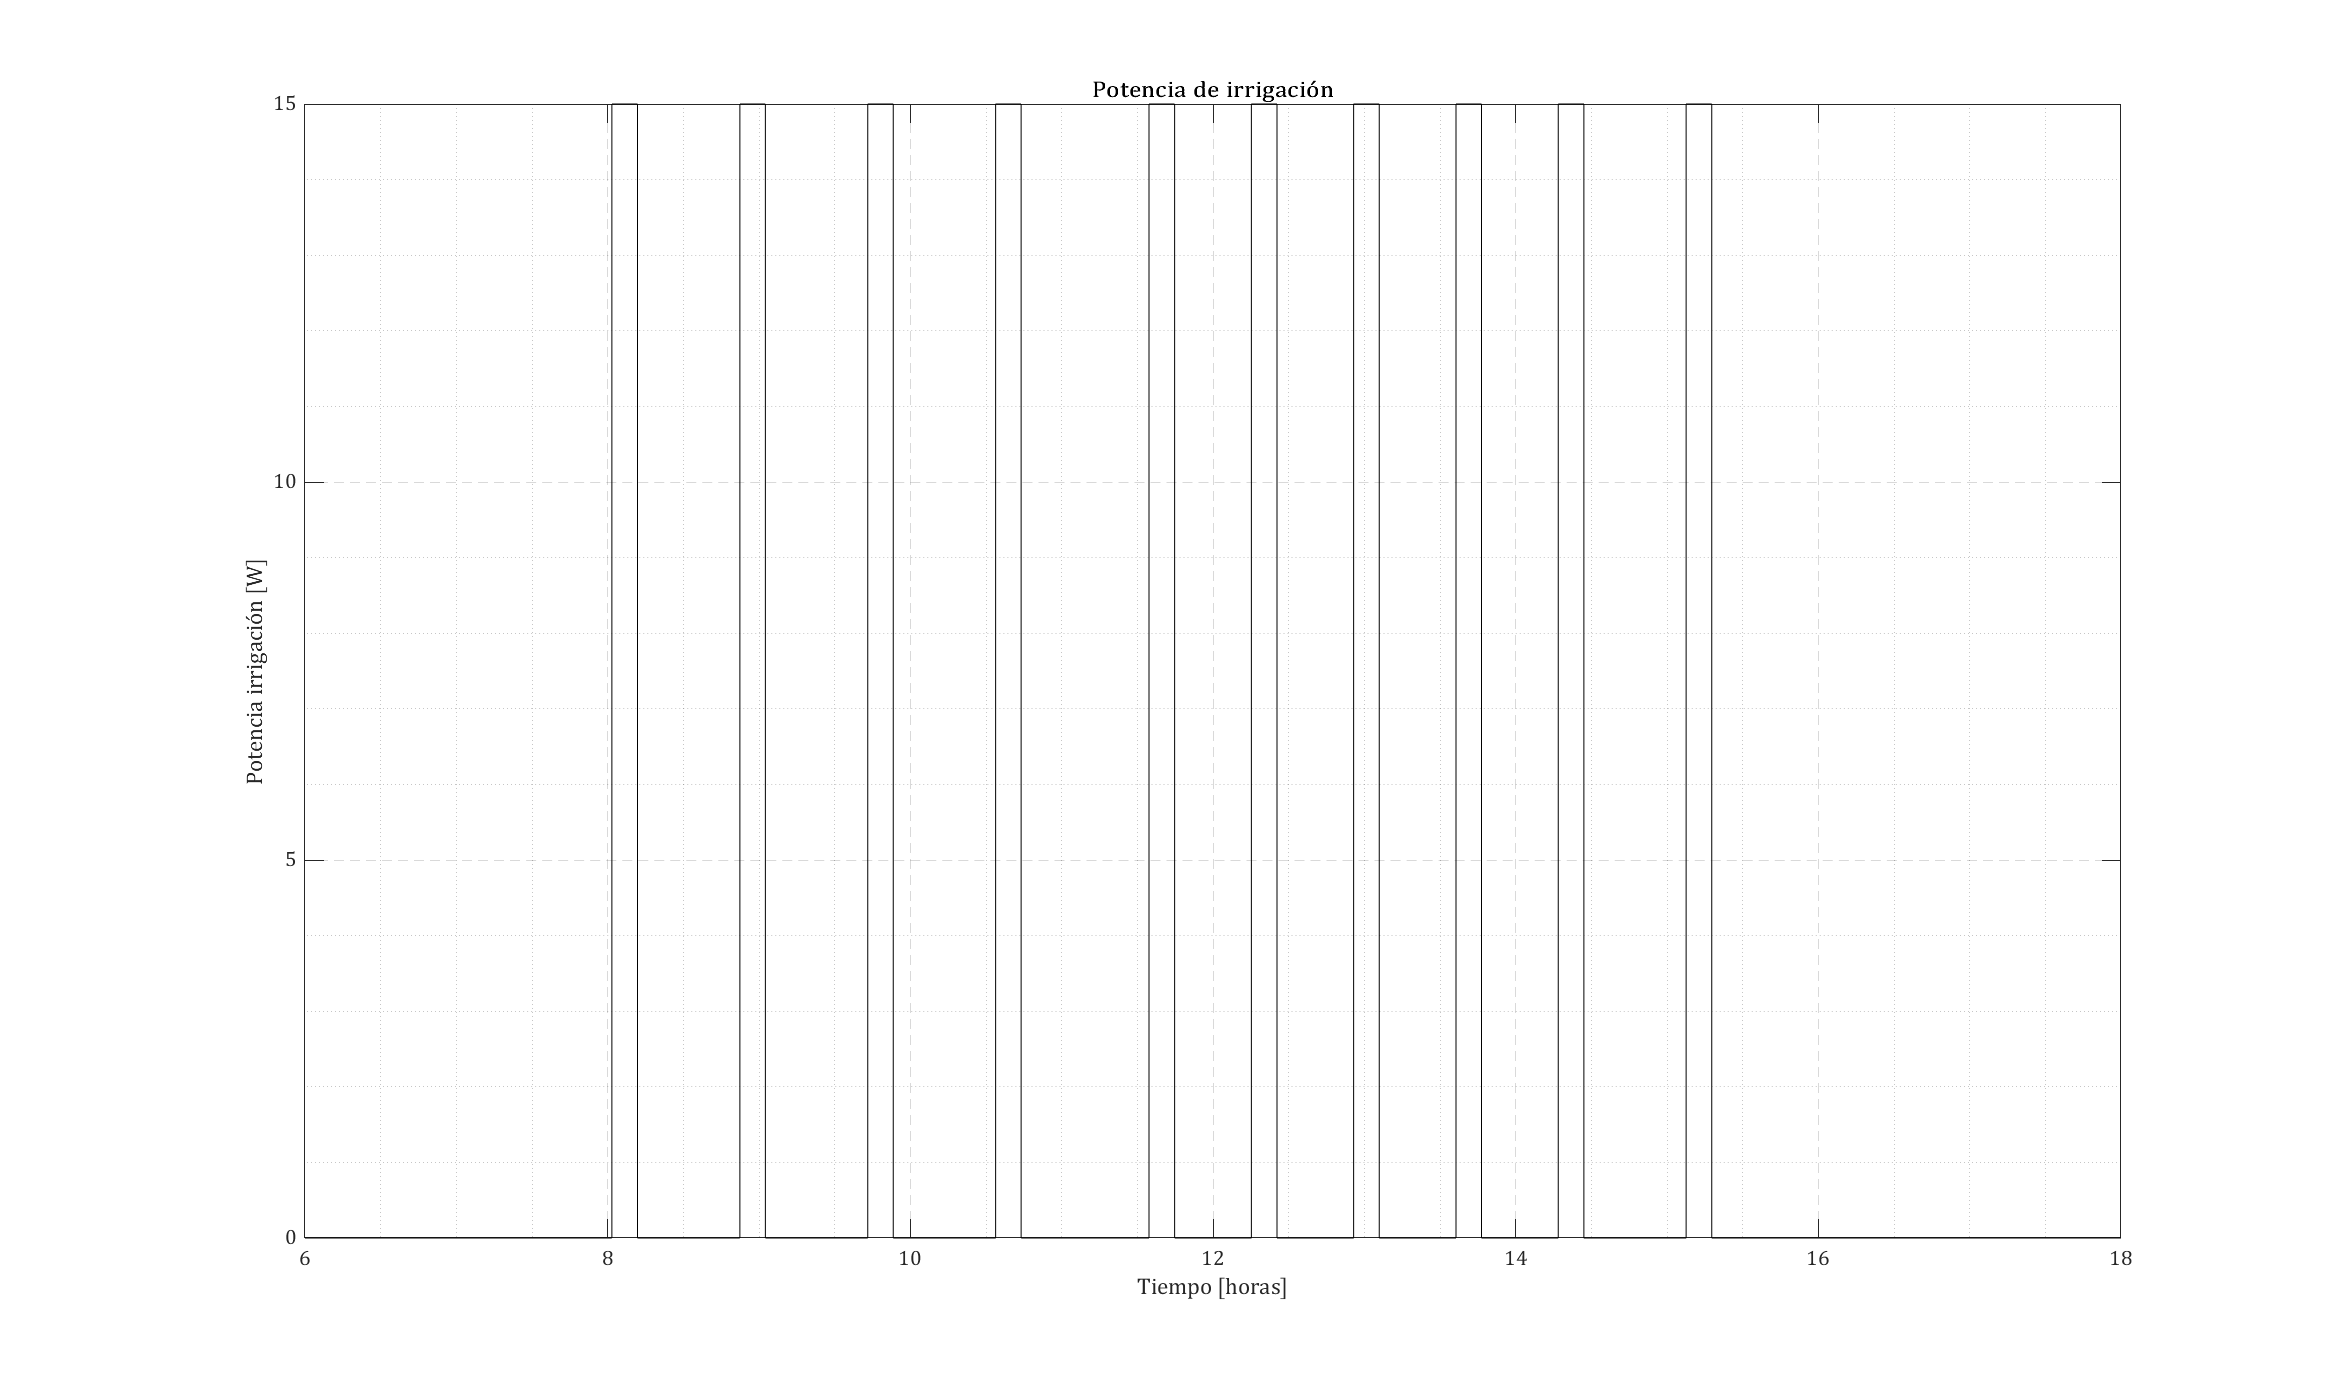 Potencia de irrigación
15
10
5
0
Potencia irrigación [W]
6 8 10 12 14 16 18
Tiempo [horas]